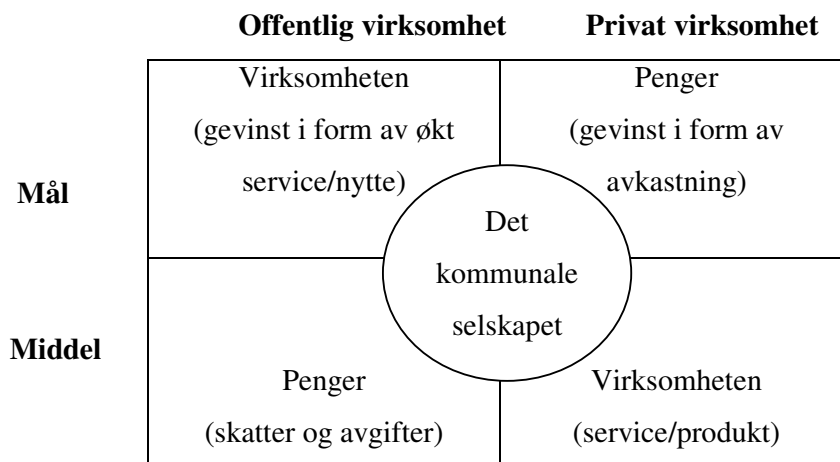 Offentlig virksomhet Privat virksomhet
Mål
Virksomheten
(gevinst i form av økt
service/nytte)
Penger
(gevinst i form av
avkastning)
Det
kommunale
selskapet
Middel
Penger
(skatter og avgifter)
Virksomheten
(service/produkt)